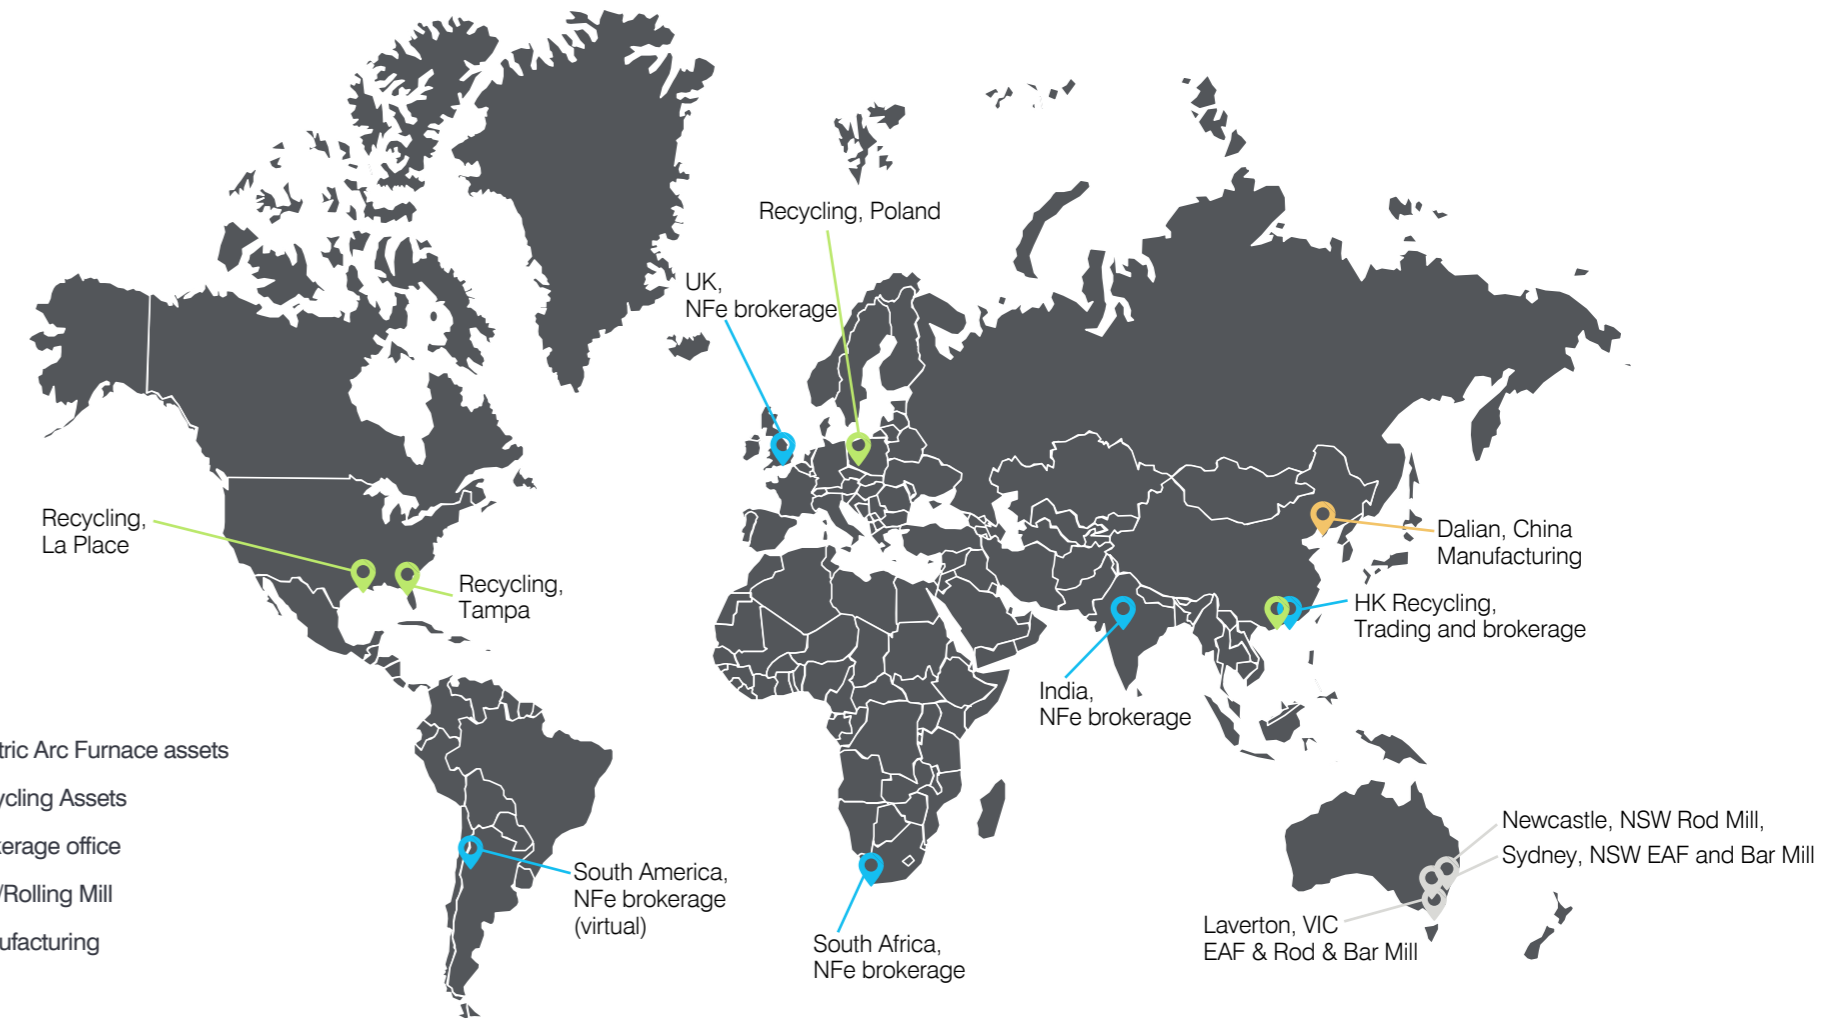 Recycling, Poland
UK,
NFe brokerage
Recycling,
La Place
Recycling,
Tampa
Dalian, China
Manufacturing
HK Recycling,
Trading and brokerage
India,
NFe brokerage
tric Arc Furnace assets
ycling Assets
erage office
/Rolling Mill
ufacturing
South America,
NFe brokerage
(virtual)
South Africa,
NFe brokerage
Newcastle, NSW Rod Mill,
Sydney, NSW EAF and Bar Mill
Laverton, VIC
EAF & Rod & Bar Mill